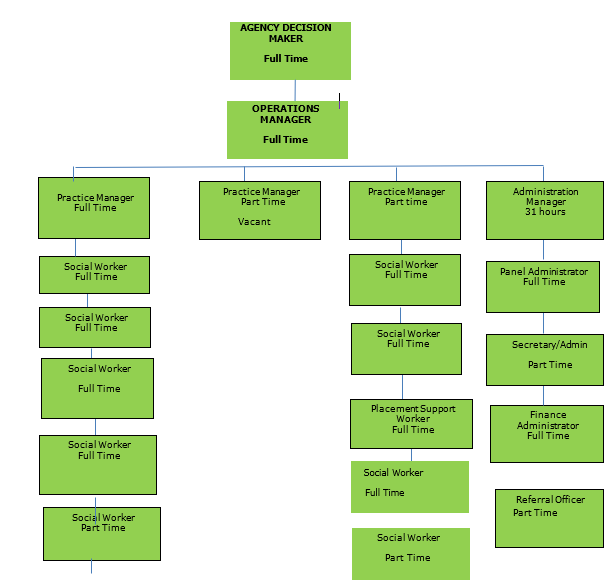 AGENCY DECISION
MAKER
Full Time
OPERATIONS
MANAGER
Full Time
Practice Manager
Full Time
Practice Manager
Part Time
Vacant
Practice Manager
Part time
Administration
Manager
31 hours
Social Worker
Full Time
Social Worker
Full Time
Social Worker
Full Time
Social Worker
Full Time
Social Worker
Part Time
Social Worker
Full Time
Social Worker
Full Time
Placement Support
Worker
Full Time
Social Worker
Full Time
Social Worker
Part Time
Panel Administrator
Full Time
Secretary/Admin
Part Time
Finance
Administrator
Full Time
Referral Officer
Part Time